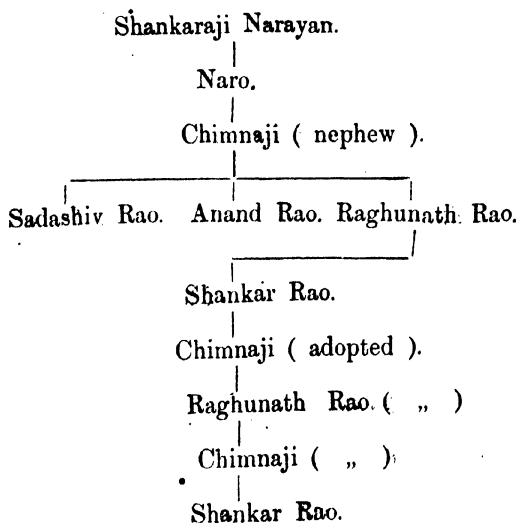 Shankaraji Narayan.
Naro.
Chimnaji ( nephew ).
Sadashiv Rao. Anand Rao. Raghunath Rao.
Shankar Rao.
Chimnaji ( adopted ).
Raghunath Rao. ( „ )
Chimnaji ( „ )
Shankar Rao.